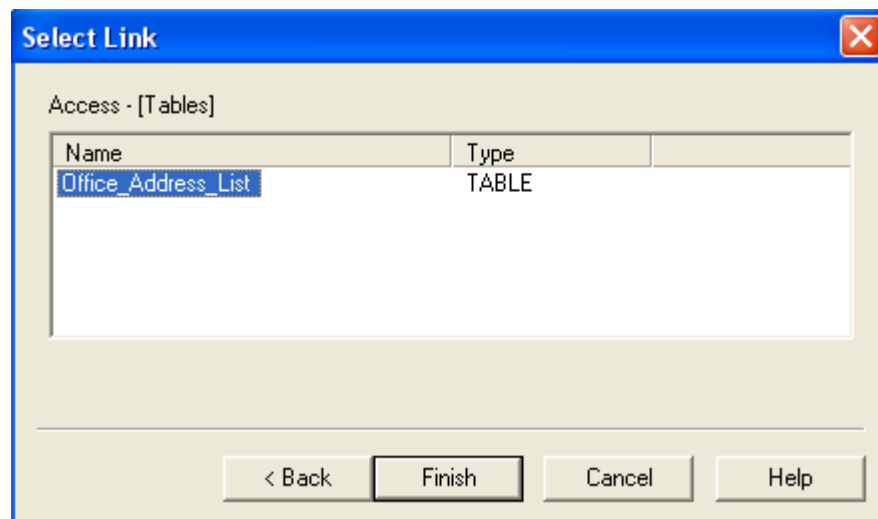 Select Link
Access - [Tables]
Name Type
Office_Address_List TABLE
< Back Finish Cancel Help